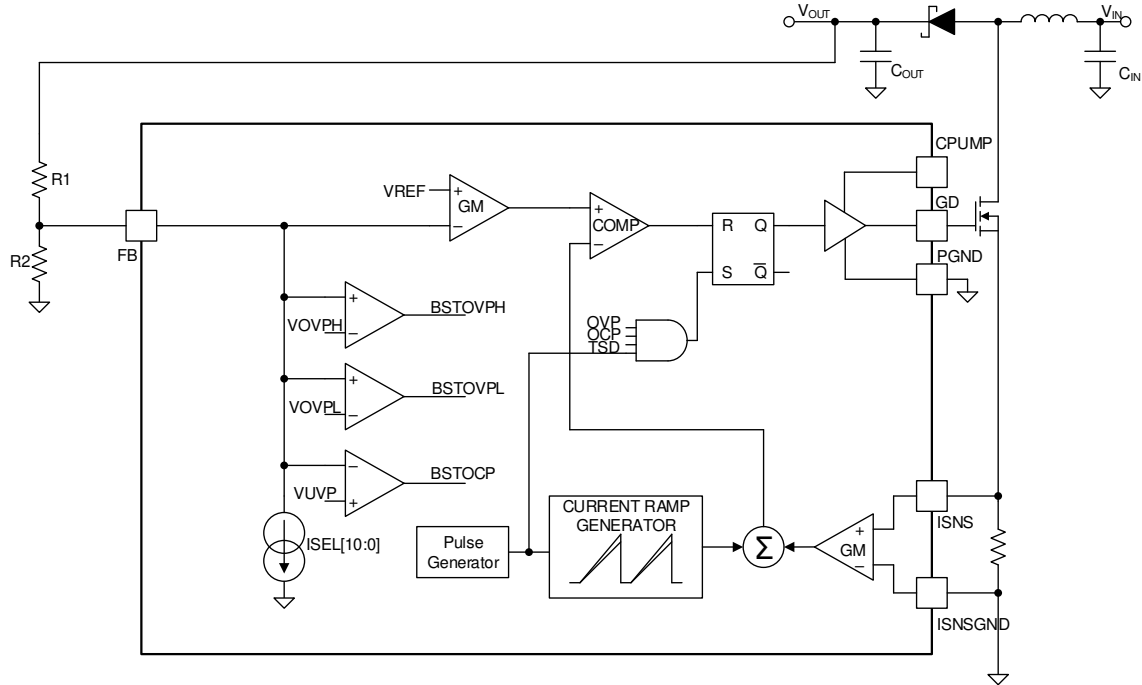 VOUT
VIN
COUT
CIN
CPUMP
R1
VREF
+
GM
−
+
COMP
−
R Q
S Q̅
GD
FB
R2
PGND
+
VOVPH
−
BSTOVPH
OVP
OCP
TSD
+
VOVPL
−
BSTOVPL
−
VUVP
+
BSTOCP
ISEL[10:0]
Pulse
Generator
CURRENT RAMP
GENERATOR
Σ
+
GM
−
ISNS
ISNSGND